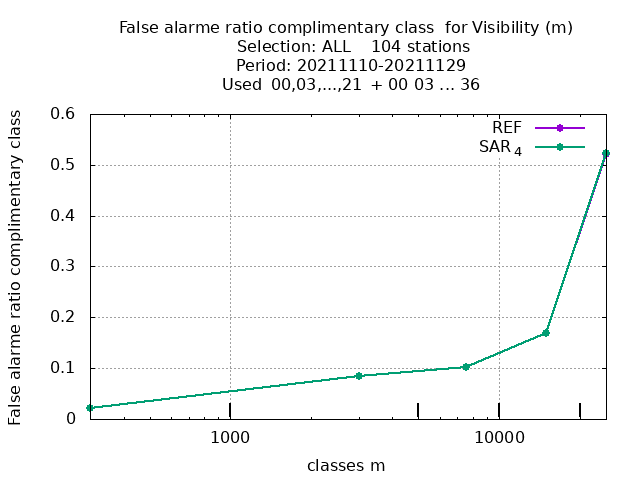 False alarme ratio complimentary class  for Visibility (m)
Selection: ALL    104 stations
Period: 20211110-20211129
Used  00,03,...,21  + 00 03 ... 36
False alarme ratio complimentary class
0.6
0.5
0.4
0.3
0.2
0.1
0
REF
SAR4
1000
10000
classes m